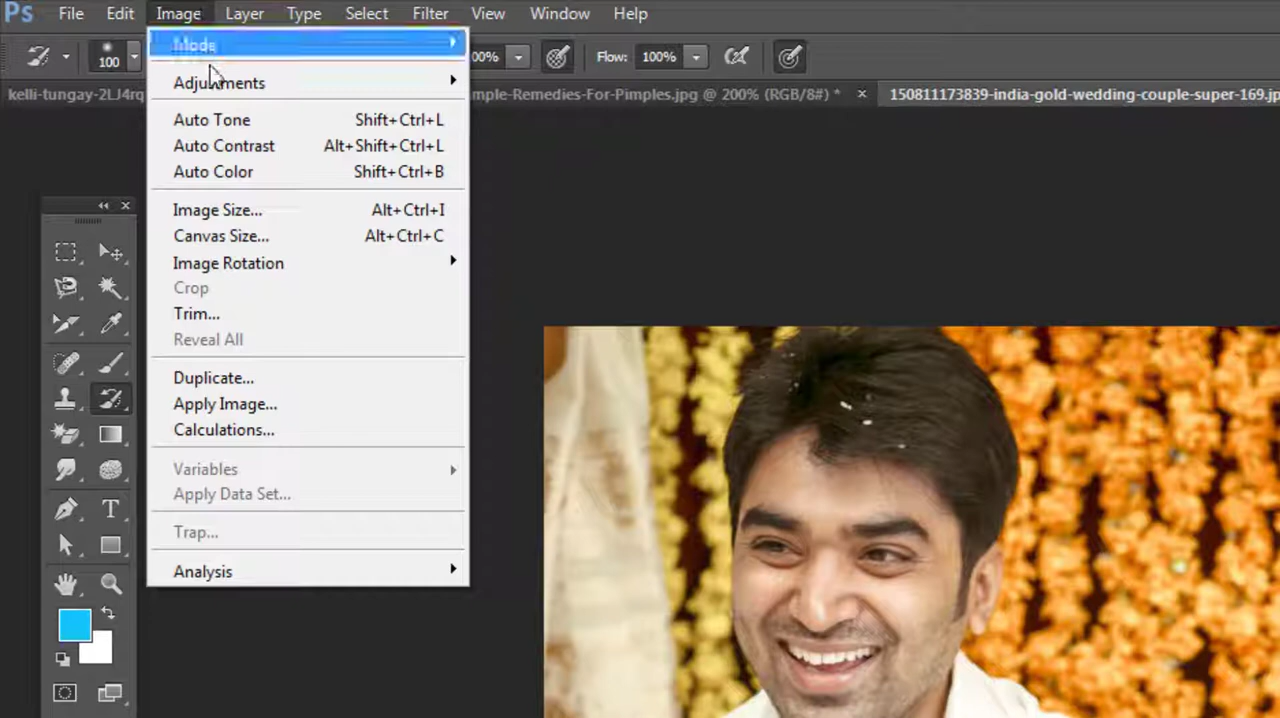 Ps File Edit Image Layer Type Select Filter View Window Help
100 00% Flow: 100%
kelli-tungay-2LJ4rq mple-Remedies-For-Pimples.jpg @ 200% (RGB/8#) * × 150811173839-india-gold-wedding-couple-super-169.jp
Mode
Adjustments
Auto Tone Shift+Ctrl+L
Auto Contrast Alt+Shift+Ctrl+L
Auto Color Shift+Ctrl+B
Image Size... Alt+Ctrl+I
Canvas Size... Alt+Ctrl+C
Image Rotation
Crop
Trim...
Reveal All
Duplicate...
Apply Image...
Calculations...
Variables
Apply Data Set...
Trap...
Analysis
T